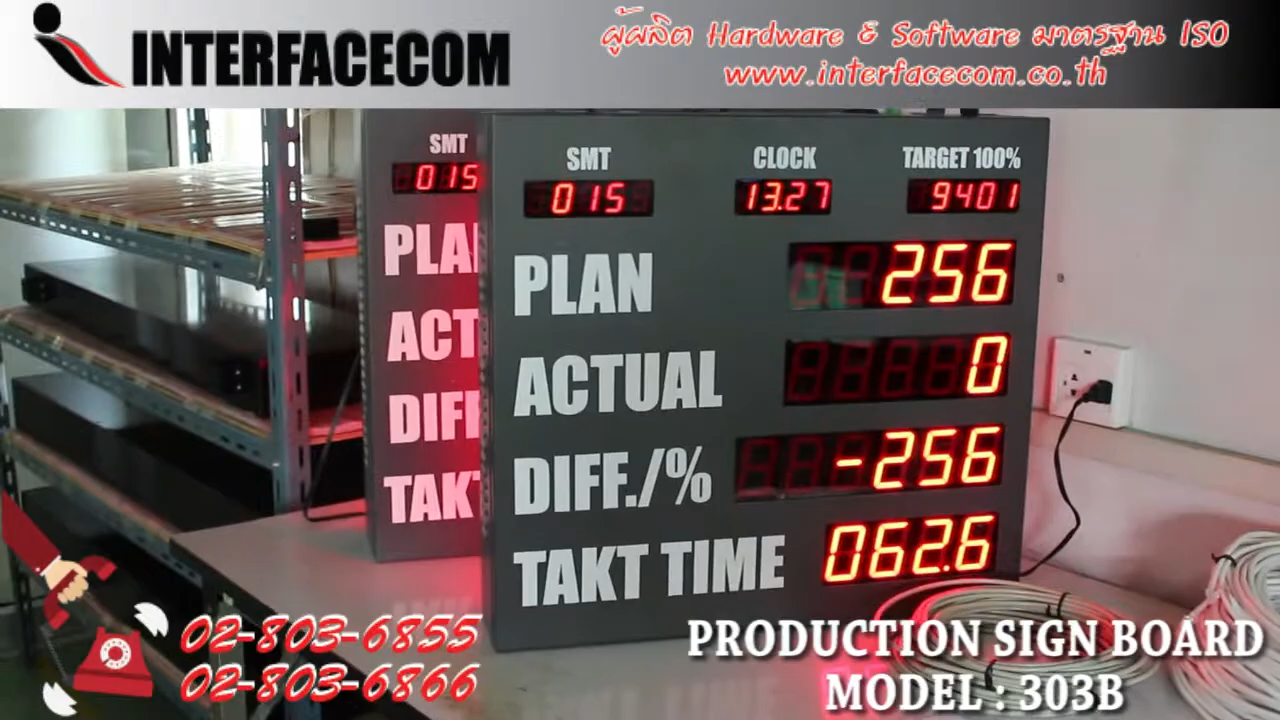 INTERFACECOM
ผู้ผลิต Hardware & Software มาตรฐาน ISO
www.interfacecom.co.th
SMT
015
PLAN
ACT
DIFF
TAKT
SMT CLOCK TARGET 100%
015 13.27 9401
PLAN 256
ACTUAL 0
DIFF./% -256
TAKT TIME 062.6
02-803-6855
02-803-6866
PRODUCTION SIGN BOARD
MODEL : 303B